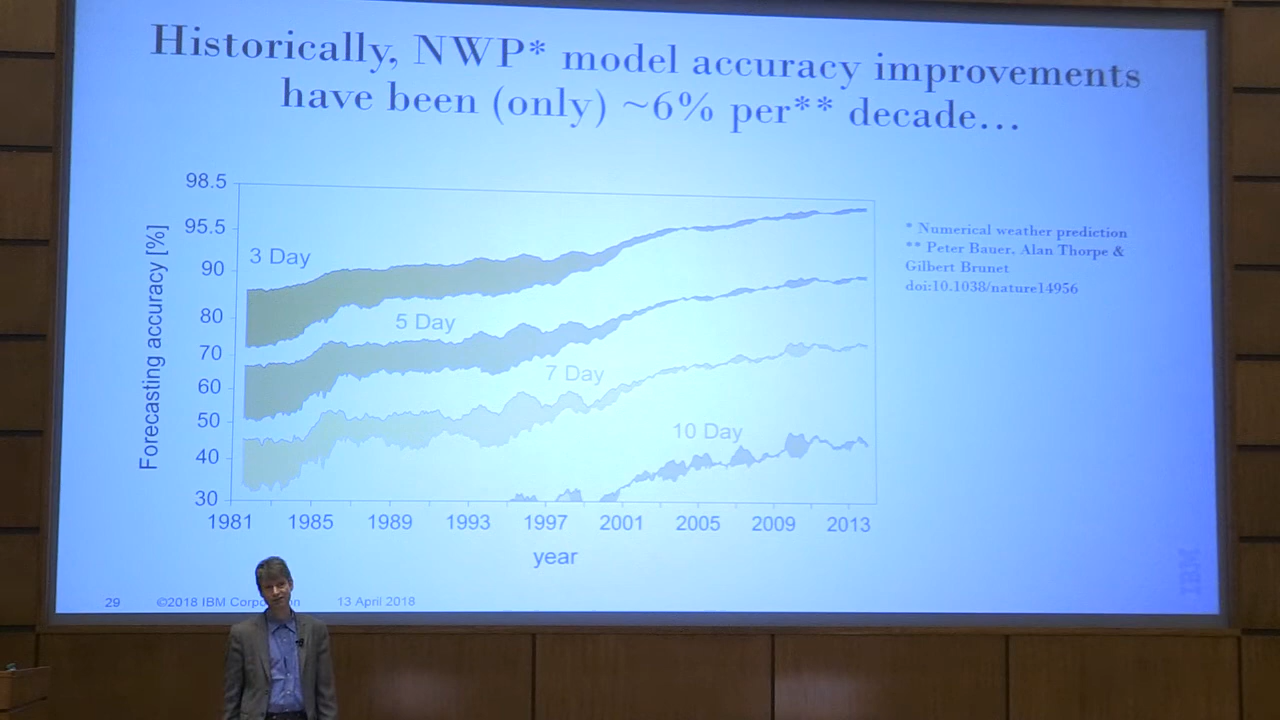 Historically, NWP* model accuracy improvements
have been (only) ~6% per** decade...
98.5
95.5
90
80
70
60
50
40
30
Forecasting accuracy [%]
3 Day
5 Day
7 Day
10 Day
1981 1985 1989 1993 1997 2001 2005 2009 2013
year
* Numerical weather prediction
** Peter Bauer, Alan Thorpe &
Gilbert Brunet
doi:10.1038/nature14956
IBM
29 ©2018 IBM 13 April 2018